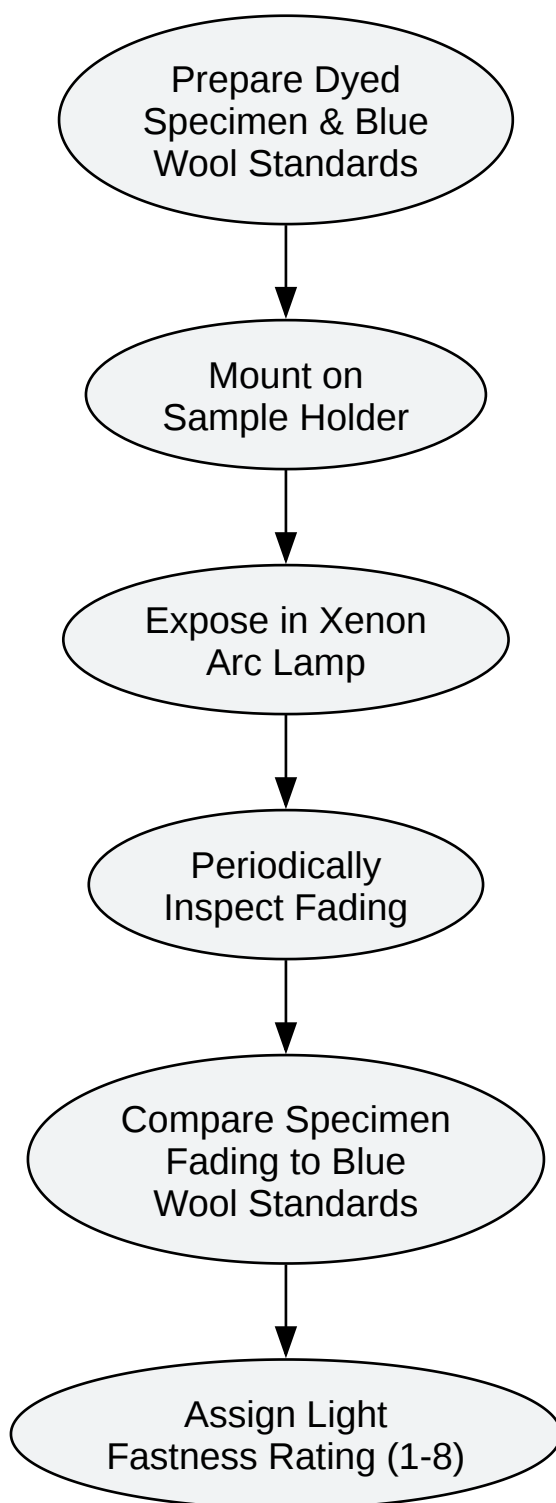 Prepare Dyed
Specimen & Blue
Wool Standards
Mount on
Sample Holder
Expose in Xenon
Arc Lamp
Periodically
Inspect Fading
Compare Specimen
Fading to Blue
Wool Standards
Assign Light
Fastness Rating (1-8)